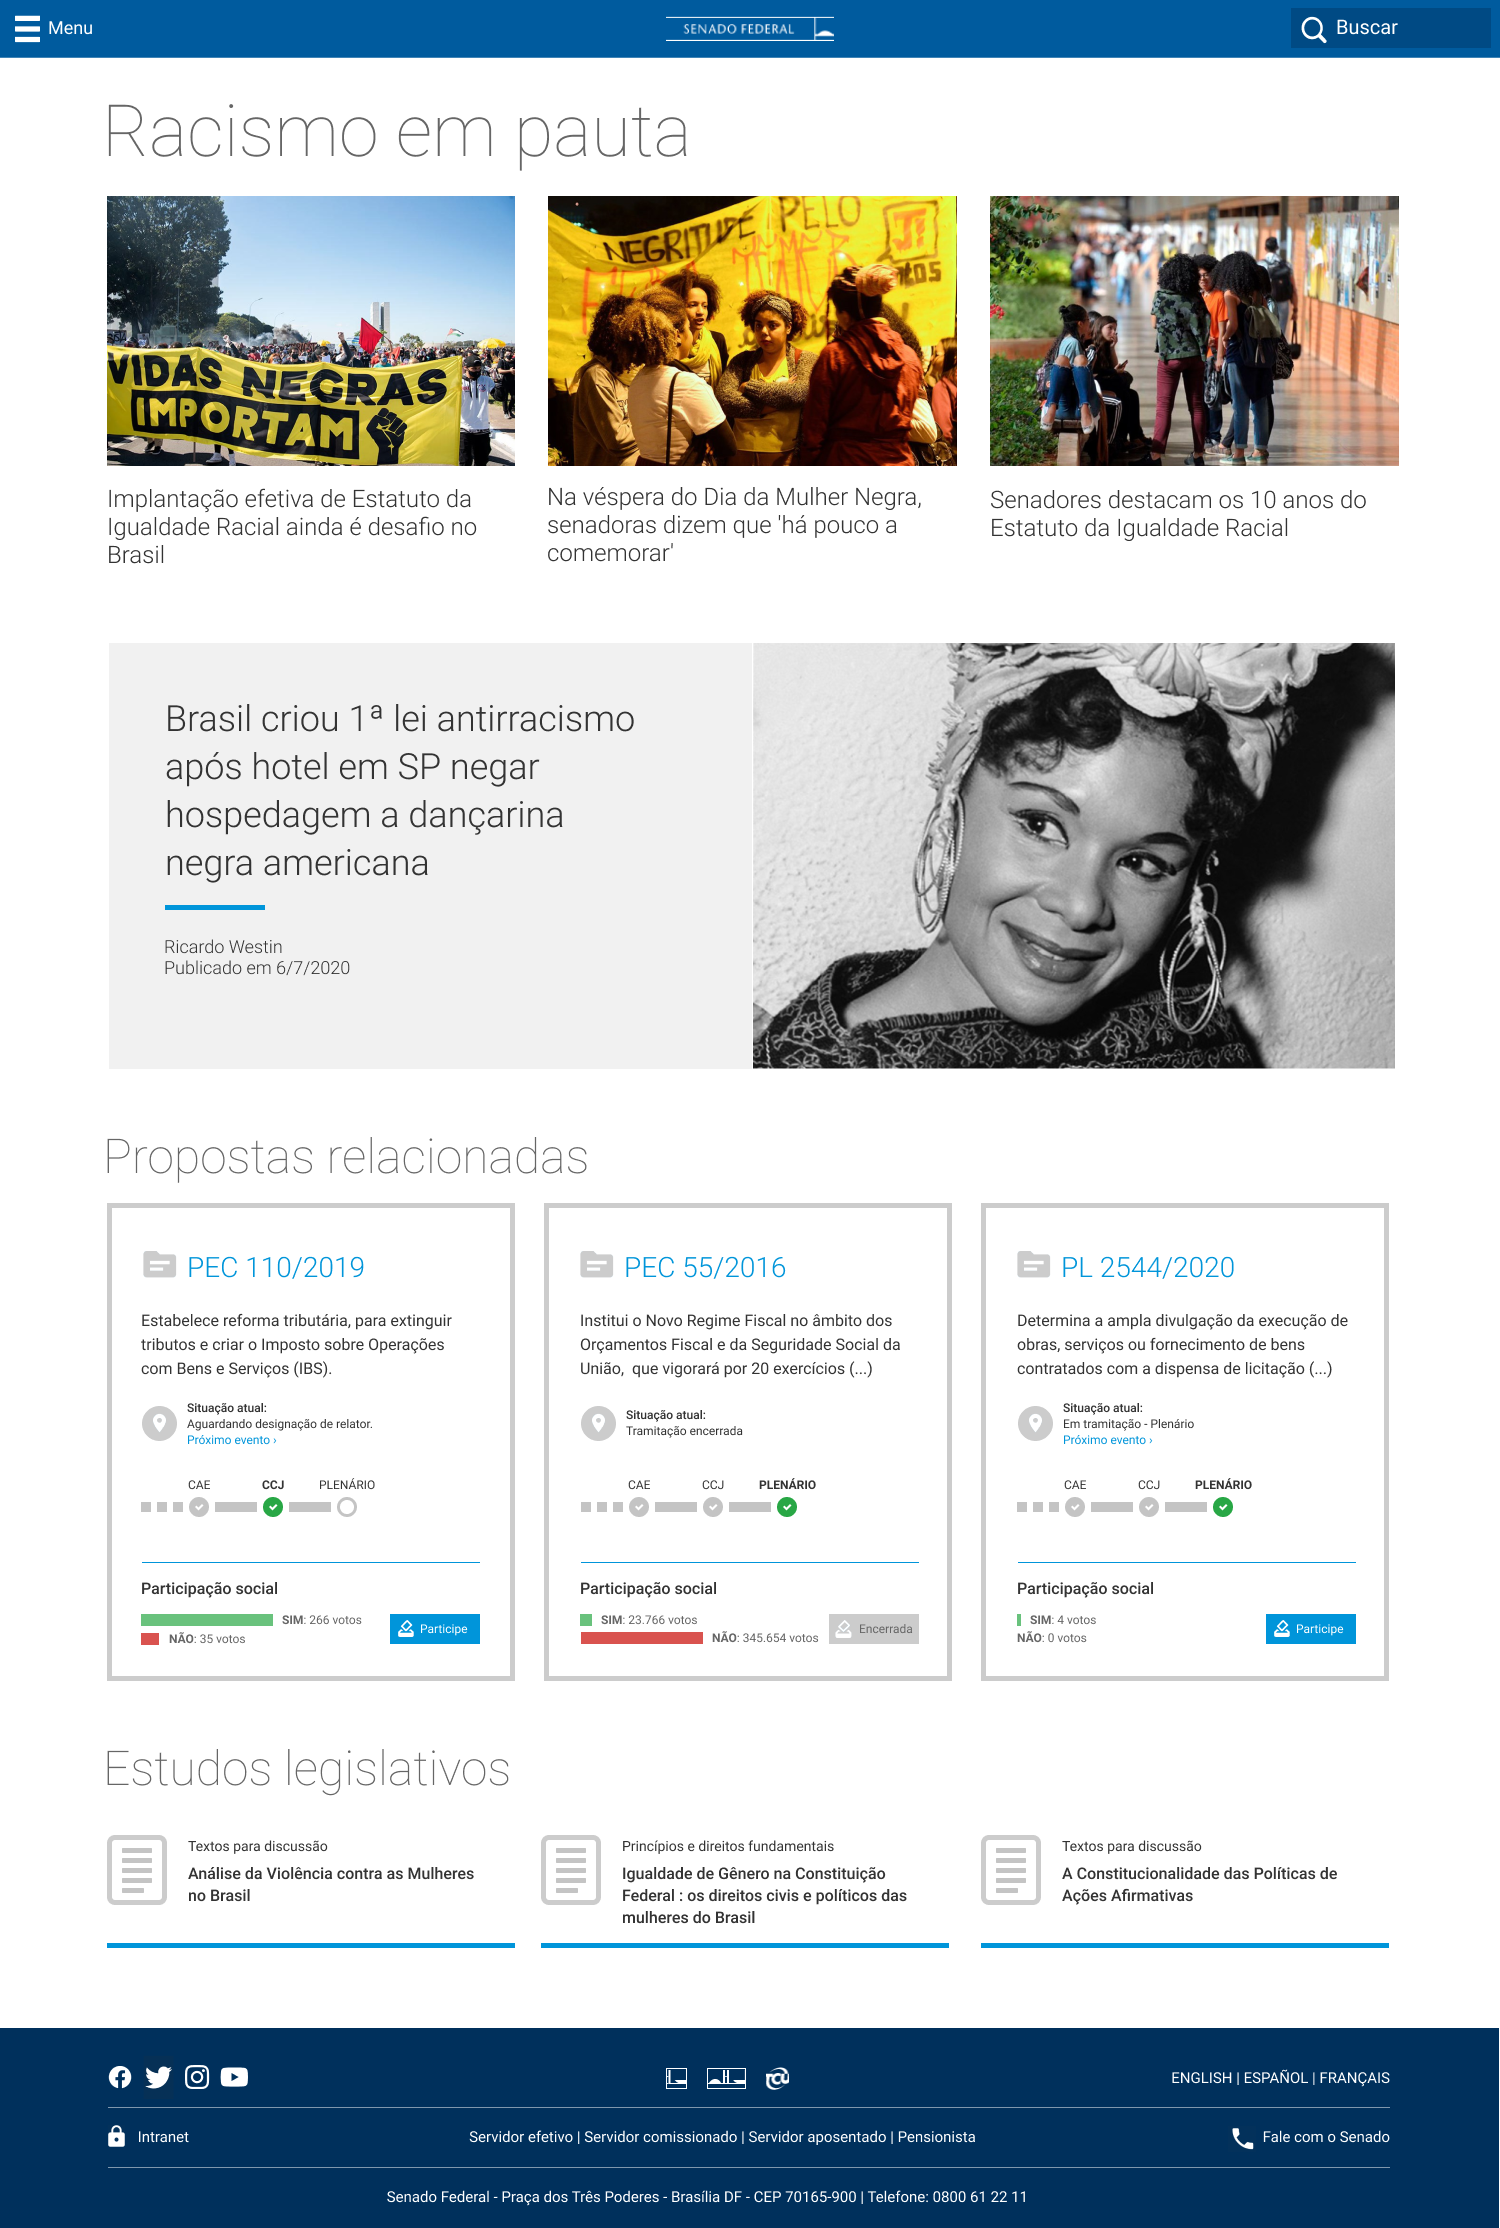 Menu
SENADO FEDERAL
Buscar
Racismo em pauta
VIDAS NEGRAS
IMPORTAM
NEGRITUDE PELO
Implantação efetiva de Estatuto da
Igualdade Racial ainda é desafio no
Brasil
Na véspera do Dia da Mulher Negra,
senadoras dizem que 'há pouco a
comemorar'
Senadores destacam os 10 anos do
Estatuto da Igualdade Racial
Brasil criou 1ª lei antirracismo
após hotel em SP negar
hospedagem a dançarina
negra americana
Ricardo Westin
Publicado em 6/7/2020
Propostas relacionadas
PEC 110/2019
Estabelece reforma tributária, para extinguir
tributos e criar o Imposto sobre Operações
com Bens e Serviços (IBS).
Situação atual:
Aguardando designação de relator.
Próximo evento ›
CAE CCJ PLENÁRIO
Participação social
SIM: 266 votos
NÃO: 35 votos
Participe
PEC 55/2016
Institui o Novo Regime Fiscal no âmbito dos
Orçamentos Fiscal e da Seguridade Social da
União, que vigorará por 20 exercícios (...)
Situação atual:
Tramitação encerrada
CAE CCJ PLENÁRIO
Participação social
SIM: 23.766 votos
NÃO: 345.654 votos
Encerrada
PL 2544/2020
Determina a ampla divulgação da execução de
obras, serviços ou fornecimento de bens
contratados com a dispensa de licitação (...)
Situação atual:
Em tramitação - Plenário
Próximo evento ›
CAE CCJ PLENÁRIO
Participação social
SIM: 4 votos
NÃO: 0 votos
Participe
Estudos legislativos
Textos para discussão
Análise da Violência contra as Mulheres
no Brasil
Princípios e direitos fundamentais
Igualdade de Gênero na Constituição
Federal : os direitos civis e políticos das
mulheres do Brasil
Textos para discussão
A Constitucionalidade das Políticas de
Ações Afirmativas
ENGLISH | ESPAÑOL | FRANÇAIS
Intranet
Servidor efetivo | Servidor comissionado | Servidor aposentado | Pensionista
Fale com o Senado
Senado Federal - Praça dos Três Poderes - Brasília DF - CEP 70165-900 | Telefone: 0800 61 22 11